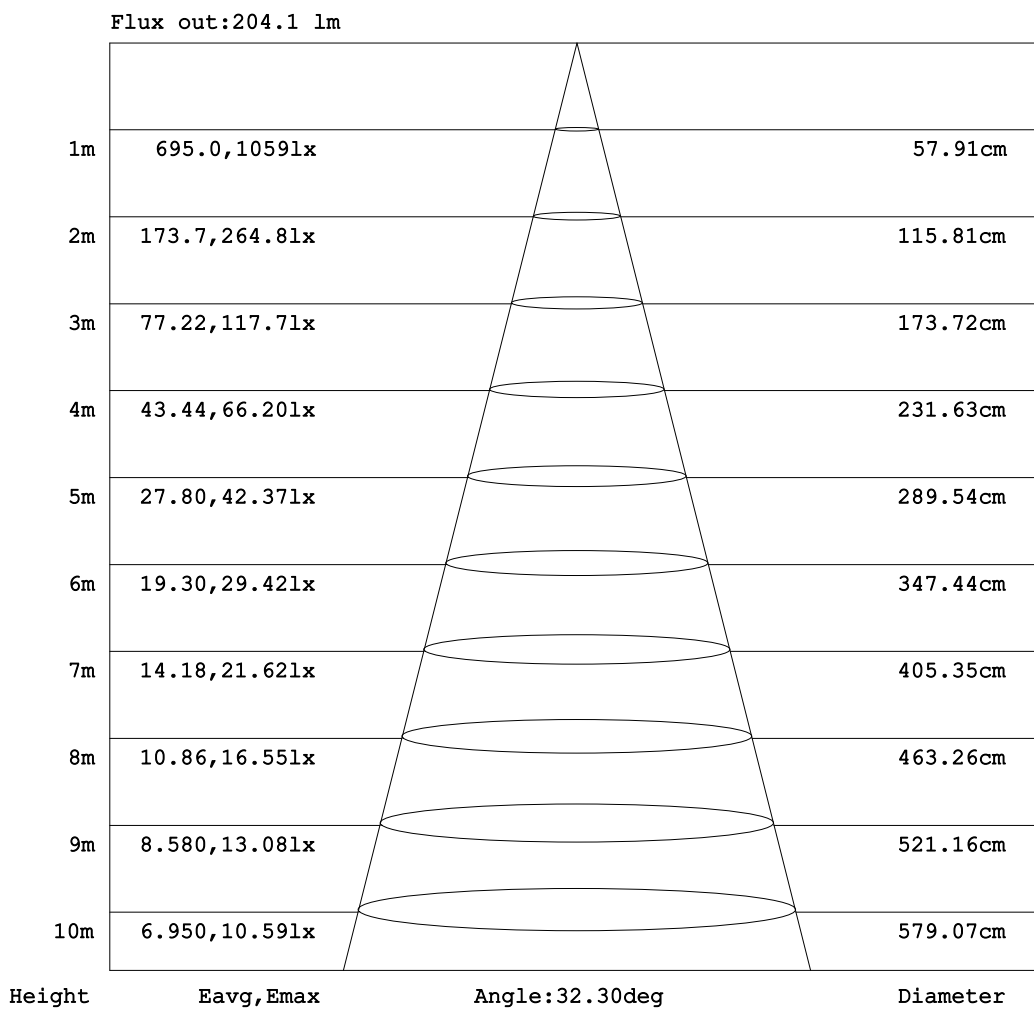 Flux out:204.1 lm
1m 695.0,1059lx 57.91cm
2m 173.7,264.8lx 115.81cm
3m 77.22,117.7lx 173.72cm
4m 43.44,66.20lx 231.63cm
5m 27.80,42.37lx 289.54cm
6m 19.30,29.42lx 347.44cm
7m 14.18,21.62lx 405.35cm
8m 10.86,16.55lx 463.26cm
9m 8.580,13.08lx 521.16cm
10m 6.950,10.59lx 579.07cm
Height Eavg,Emax Angle:32.30deg Diameter